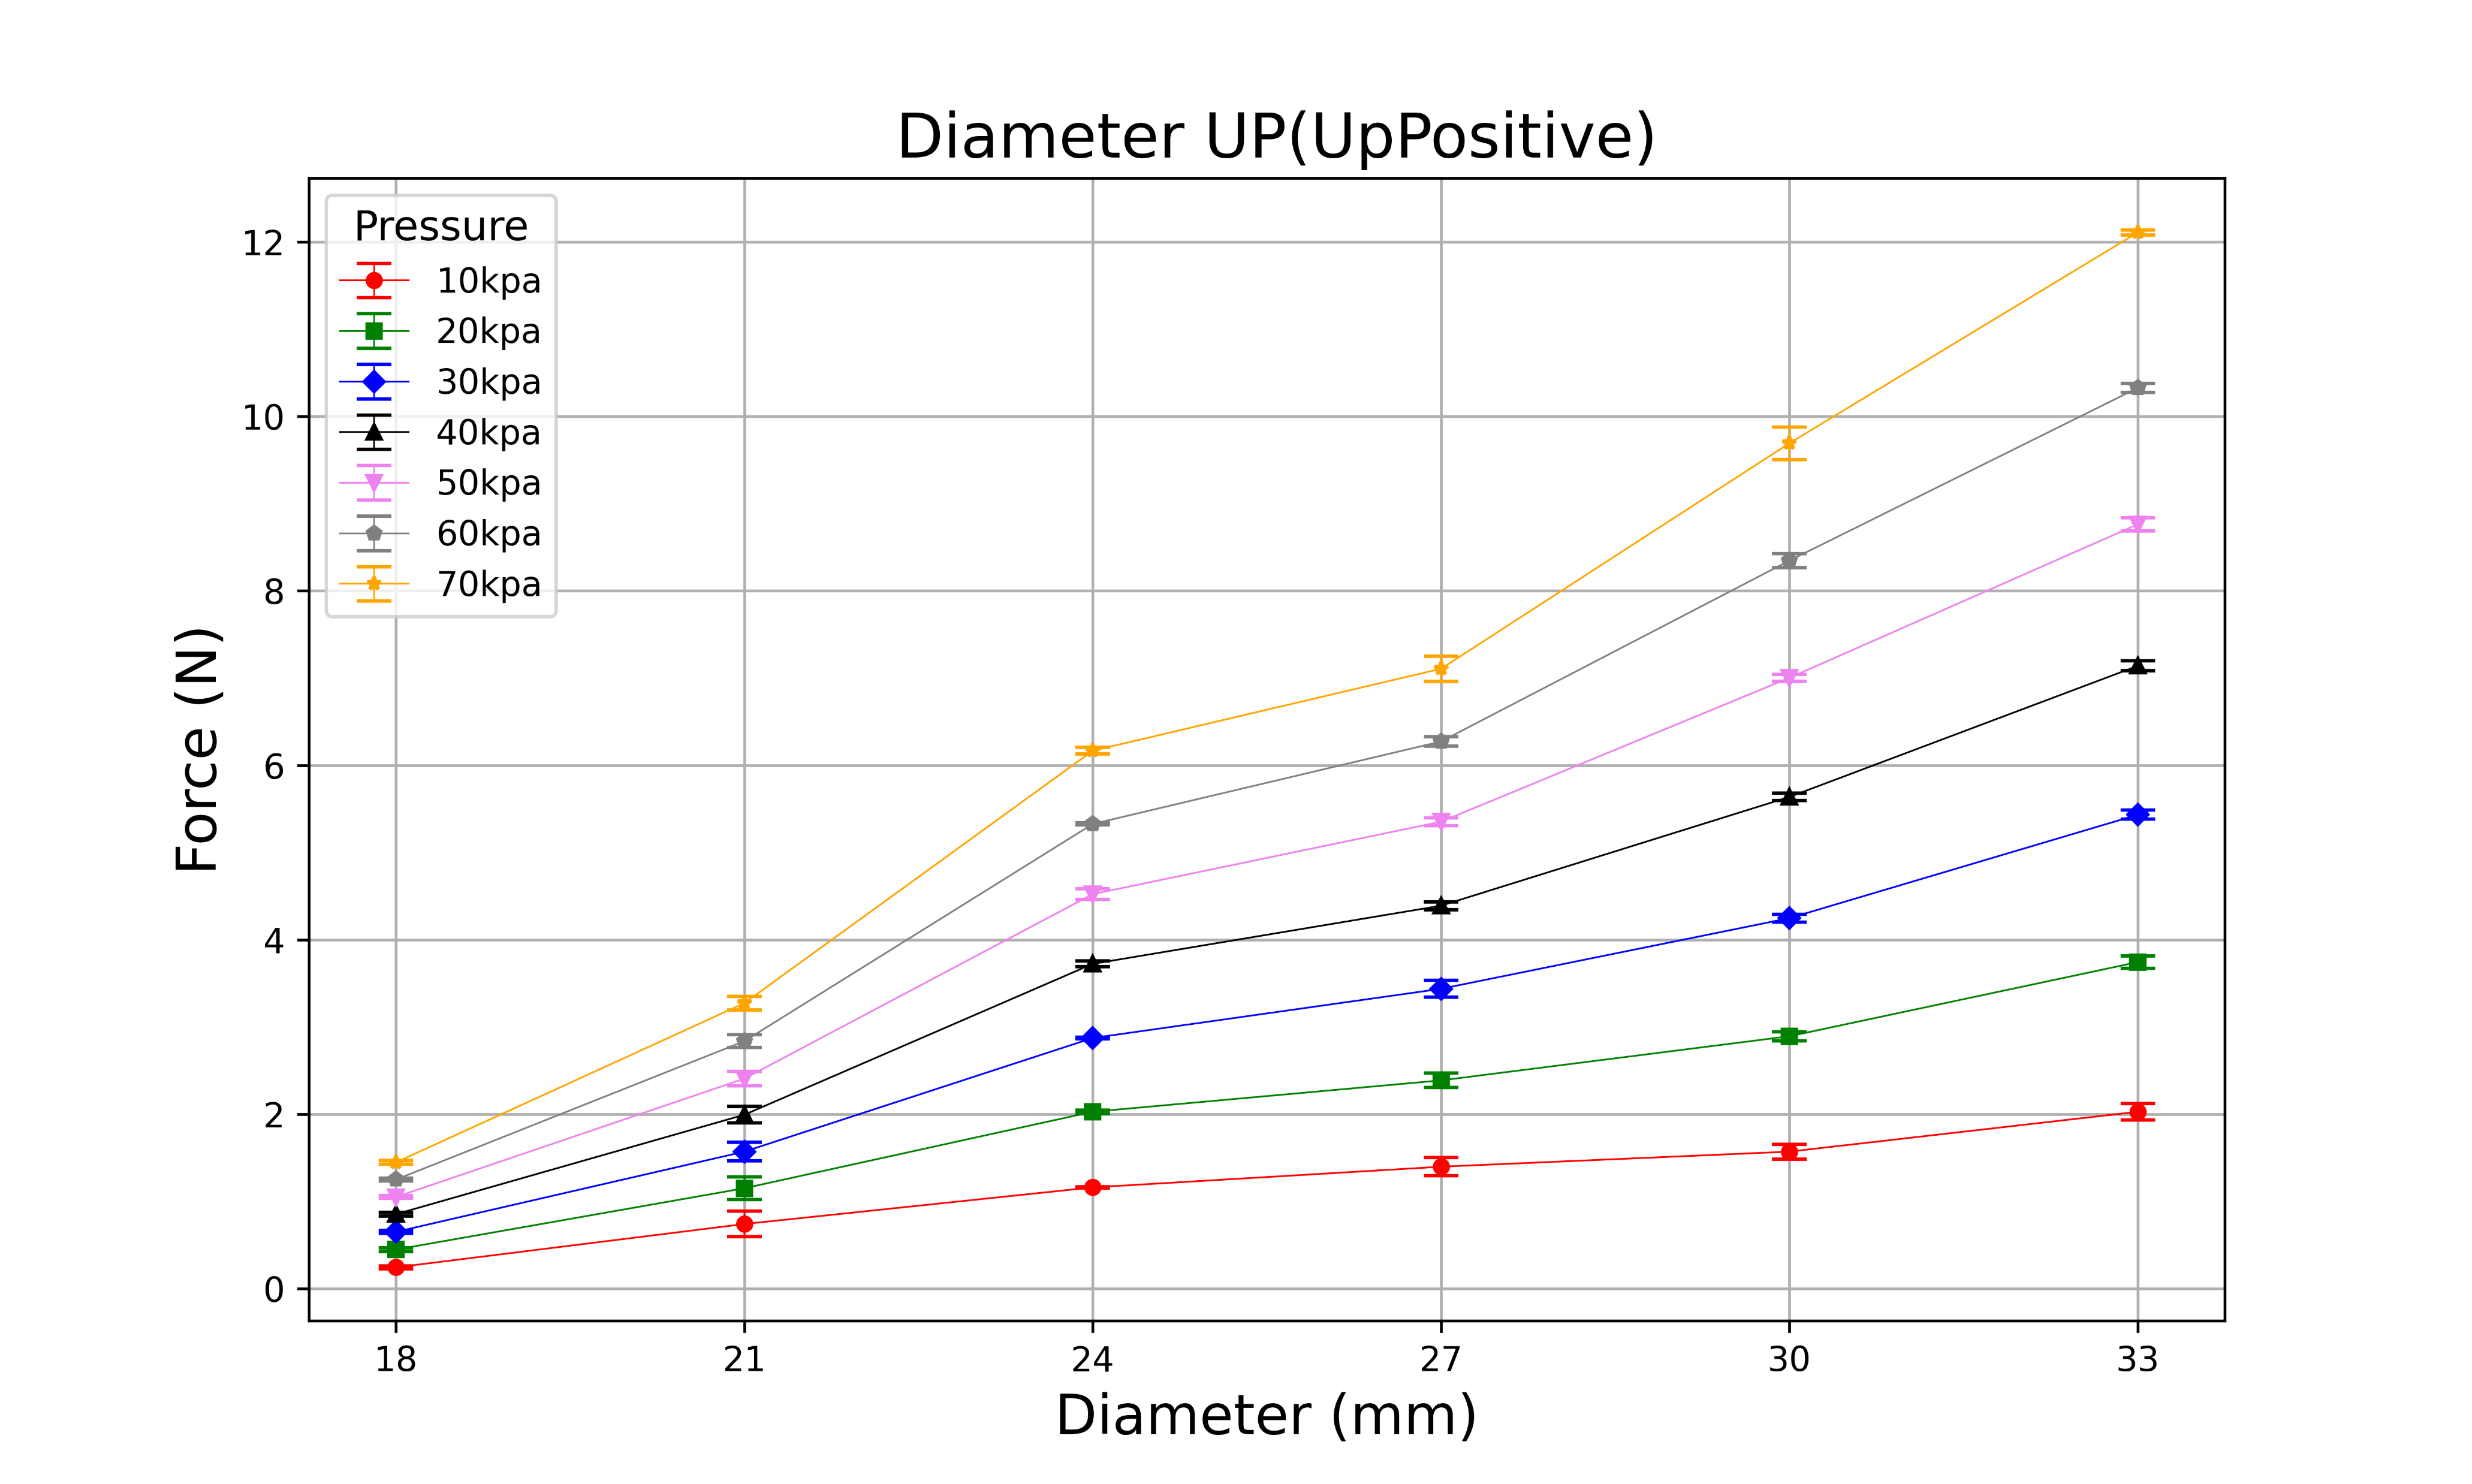 Diameter UP(UpPositive)
Pressure
10kpa
20kpa
30kpa
40kpa
50kpa
60kpa
70kpa
Force (N)
12
10
8
6
4
2
0
18 21 24 27 30 33
Diameter (mm)